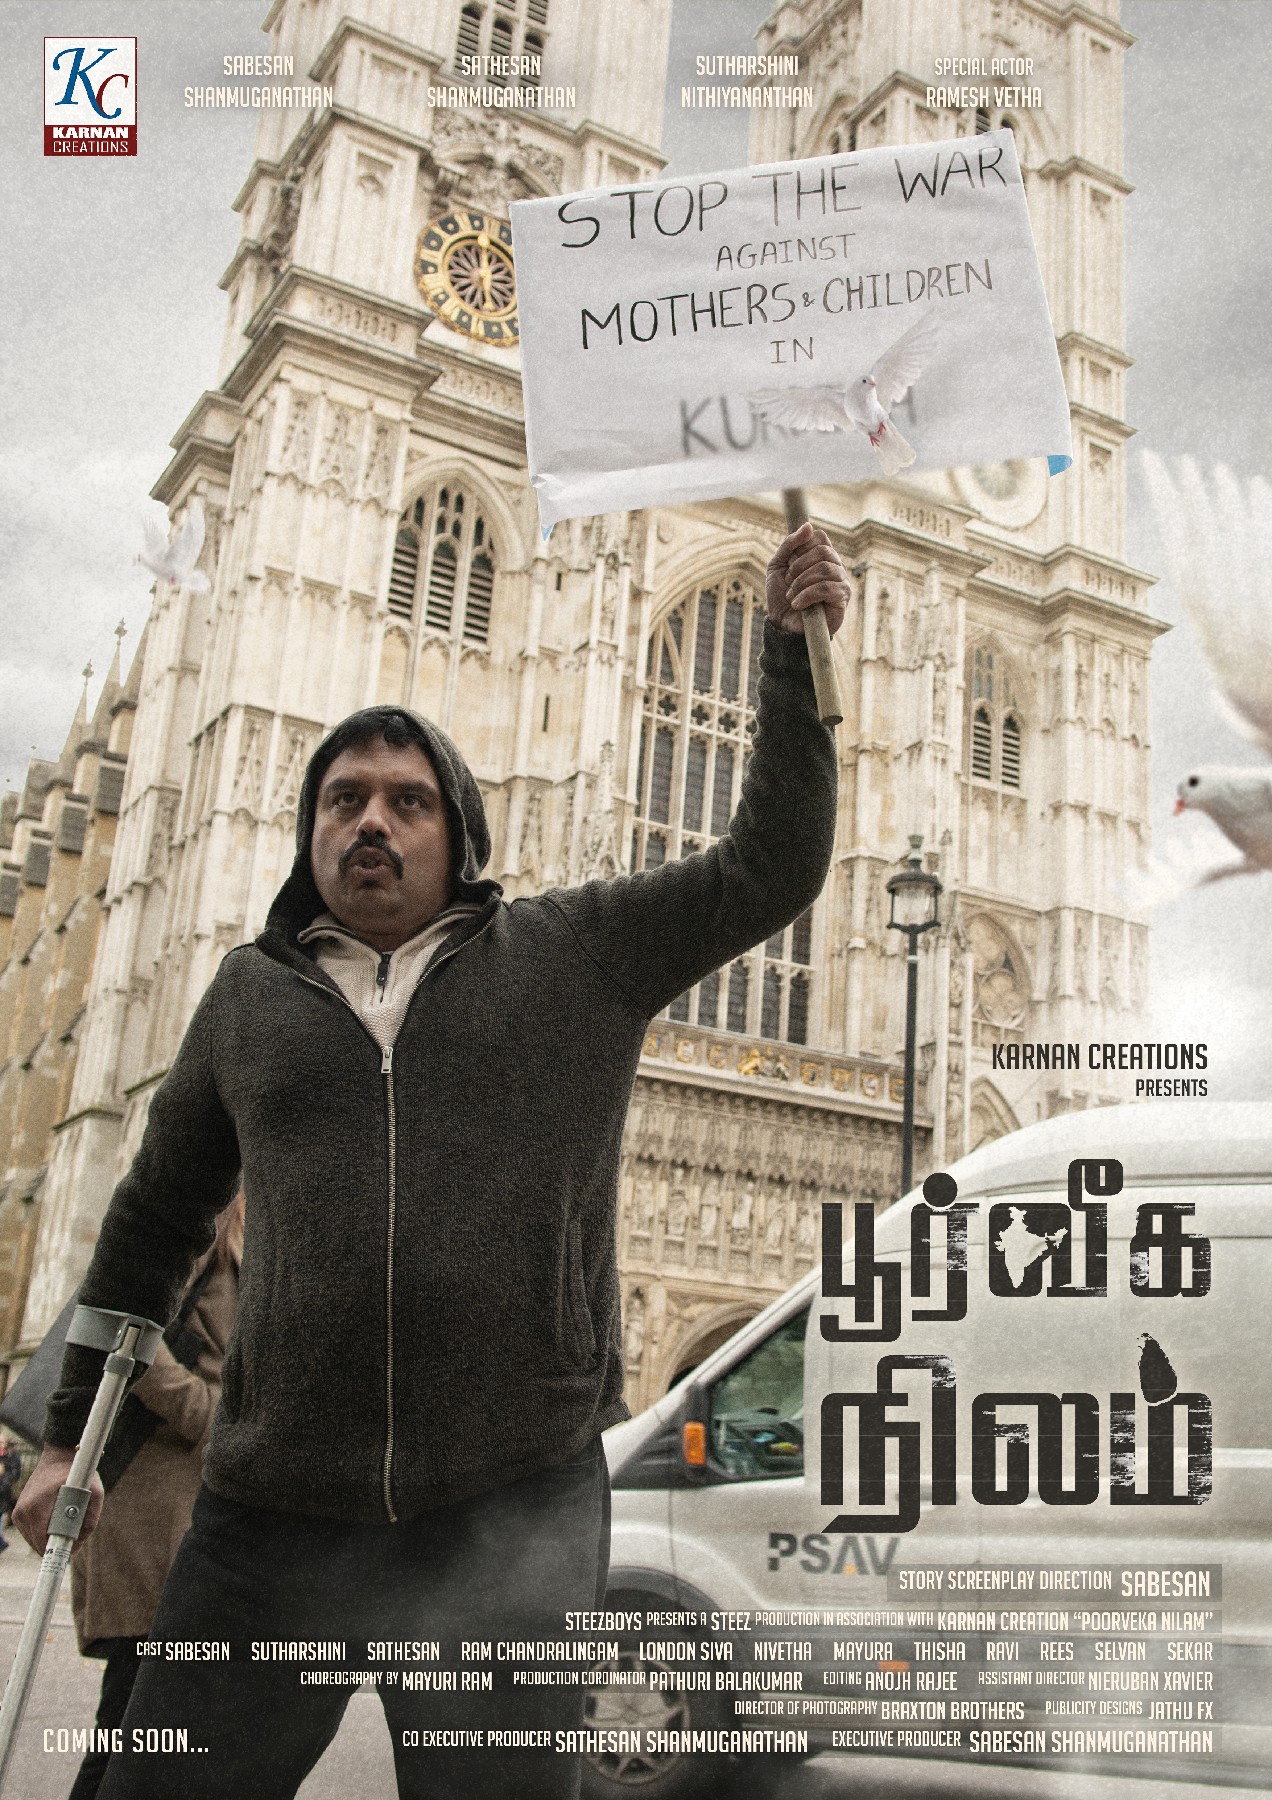 KC
KARNAN
CREATIONS
SABESAN
SHANMUGANATHAN
SATHESAN
SHANMUGANATHAN
SUTHARSHINI
NITHIYANANTHAN
SPECIAL ACTOR
RAMESH VETHA
STOP THE WAR
AGAINST
MOTHERS & CHILDREN
IN
KARNAN CREATIONS
PRESENTS
பூர்வீக
நிலம்
PSAV
STORY SCREENPLAY DIRECTION SABESAN
STEEZBOYS PRESENTS A STEEZ PRODUCTION IN ASSOCIATION WITH KARNAN CREATION “POORVEKA NILAM”
CAST SABESAN SUTHARSHINI SATHESAN RAM CHANDRALINGAM LONDON SIVA NIVETHA MAYURA THISHA RAVI REES SELVAN SEKAR
CHOREOGRAPHY BY MAYURI RAM PRODUCTION CORDINATOR PATHURI BALAKUMAR EDITING ANOJH RAJEE ASSISTANT DIRECTOR NIERUBAN XAVIER
DIRECTOR OF PHOTOGRAPHY BRAXTON BROTHERS PUBLICITY DESIGNS JATHU FX
COMING SOON...
CO EXECUTIVE PRODUCER SATHESAN SHANMUGANATHAN EXECUTIVE PRODUCER SABESAN SHANMUGANATHAN